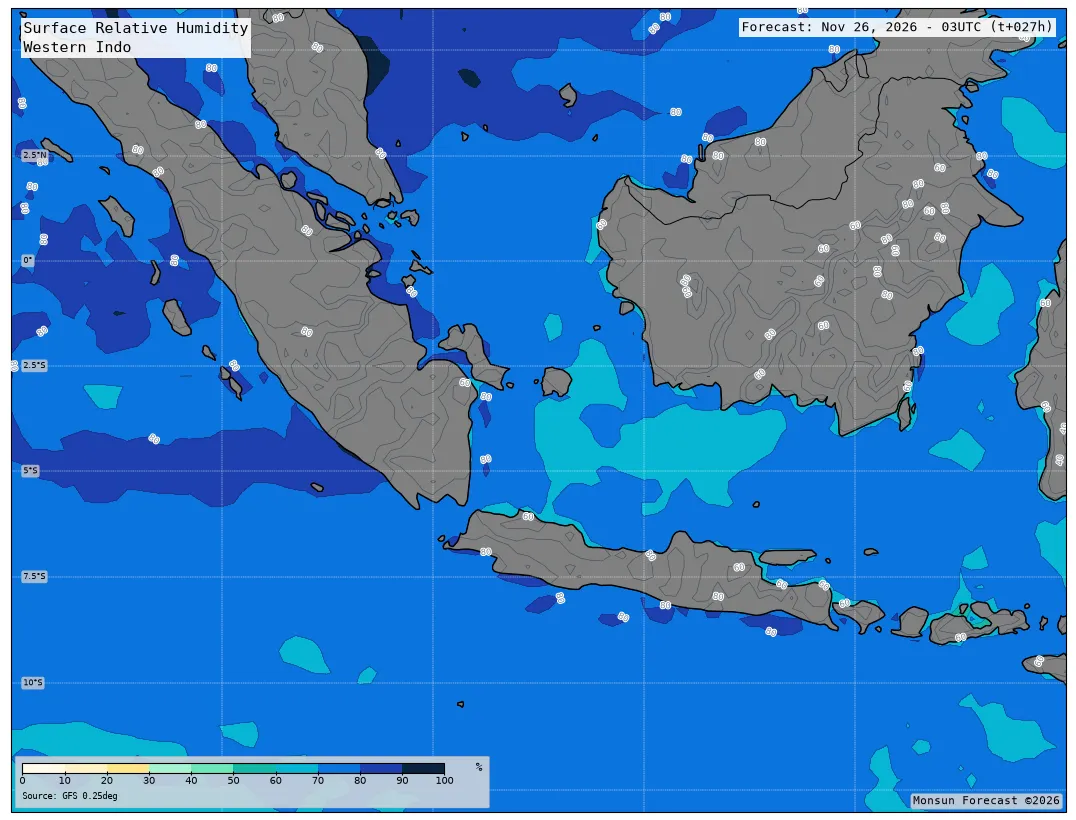 Surface Relative Humidity
Western Indo
Forecast: Nov 26, 2026 - 03UTC (t+027h)
2.5°N
0°
2.5°S
5°S
7.5°S
10°S
0 10 20 30 40 50 60 70 80 90 100 %
Source: GFS 0.25deg
Monsun Forecast ©2026